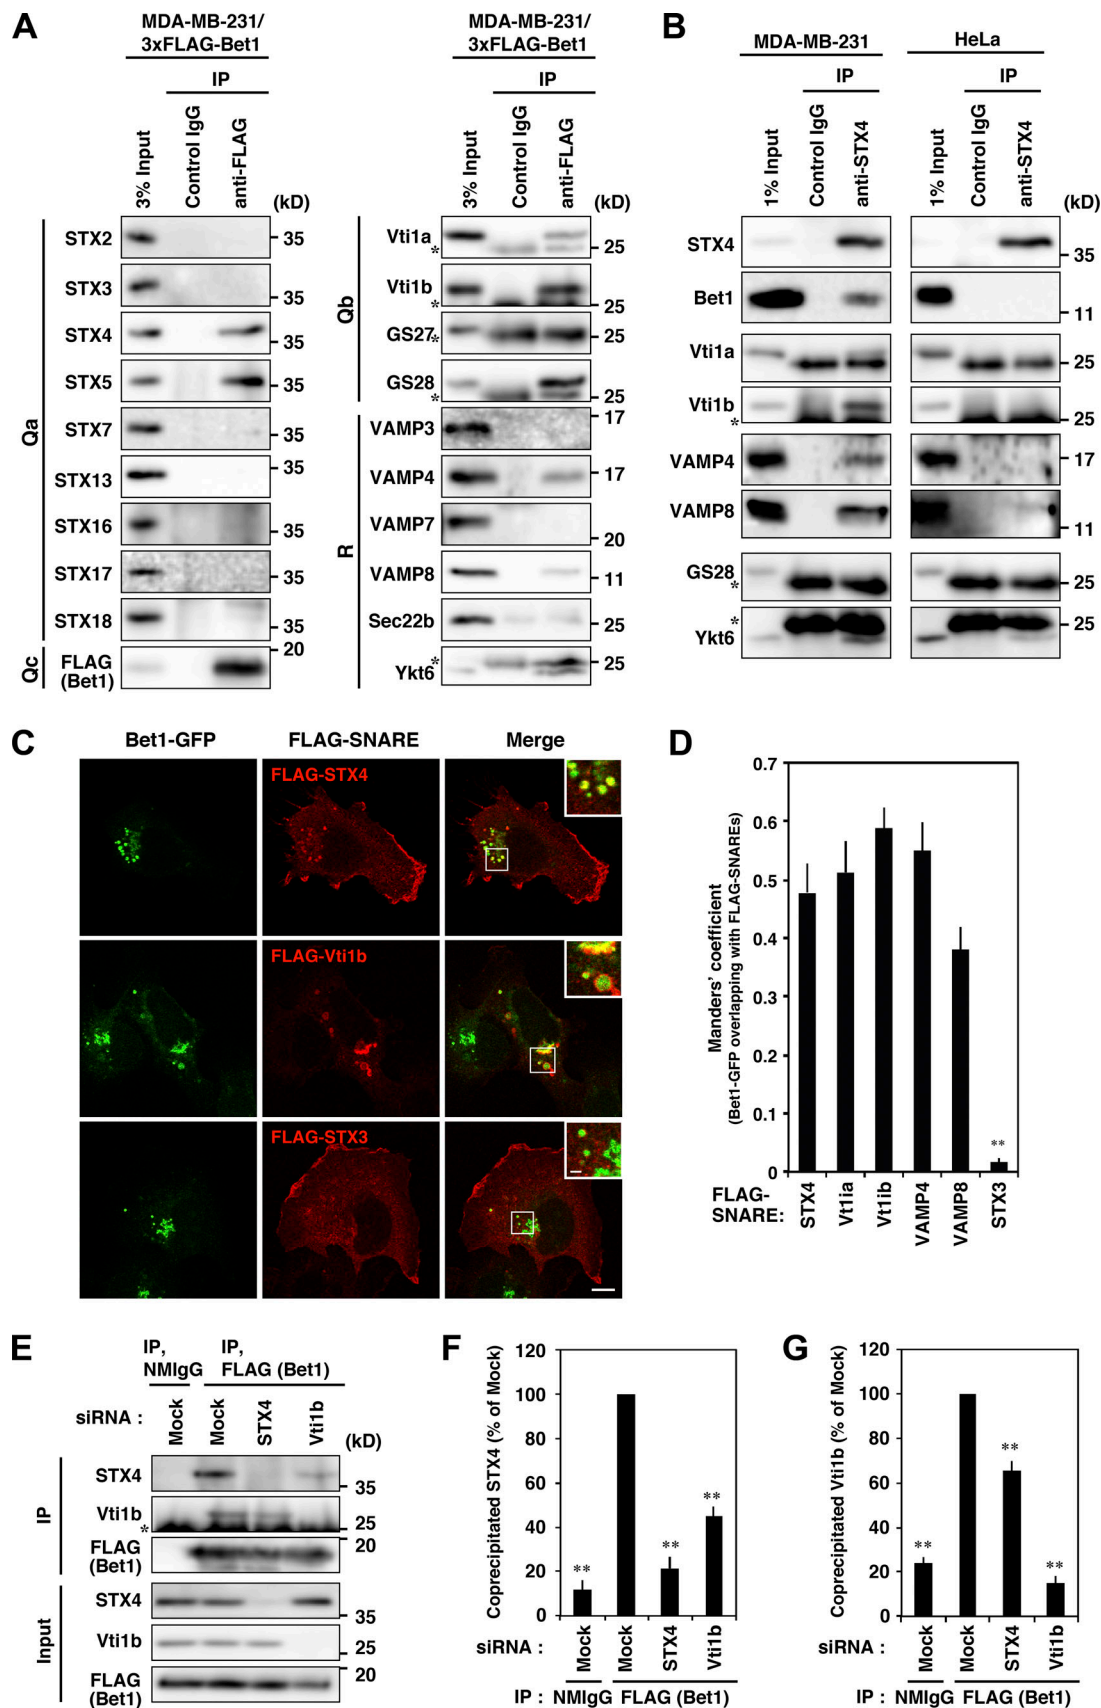 A
MDA-MB-231/
3xFLAG-Bet1
IP
3% Input
Control IgG
anti-FLAG
(kD)
Qa
STX2
35
STX3
35
STX4
35
STX5
35
STX7
35
STX13
35
STX16
35
STX17
35
STX18
35
Qc
FLAG
(Bet1)
20
MDA-MB-231/
3xFLAG-Bet1
IP
3% Input
Control IgG
anti-FLAG
(kD)
Qb
Vti1a
*
25
Vti1b
*
25
GS27
*
25
GS28
*
25
R
VAMP3
17
VAMP4
17
VAMP7
20
VAMP8
11
Sec22b
25
*
Ykt6
25
B
MDA-MB-231
HeLa
IP
IP
1% Input
Control IgG
anti-STX4
1% Input
Control IgG
anti-STX4
(kD)
STX4
35
Bet1
11
Vti1a
25
Vti1b
*
25
VAMP4
17
VAMP8
11
GS28
*
25
*
Ykt6
25
C
Bet1-GFP
FLAG-SNARE
Merge
FLAG-STX4
FLAG-Vti1b
FLAG-STX3
D
Manders' coefficient
(Bet1-GFP overlapping with FLAG-SNAREs)
0.7
0.6
0.5
0.4
0.3
0.2
0.1
0
**
FLAG-
SNARE:
STX4
Vt1ia
Vt1ib
VAMP4
VAMP8
STX3
E
IP,
NMIgG
IP,
FLAG (Bet1)
siRNA :
Mock
Mock
STX4
Vti1b
(kD)
IP
STX4
35
Vti1b
*
25
FLAG
(Bet1)
20
Input
STX4
35
Vti1b
25
FLAG
(Bet1)
20
F
Coprecipitated STX4 (% of Mock)
120
100
80
60
40
20
0
**
**
**
siRNA :
Mock
Mock
STX4
Vti1b
IP : NMIgG FLAG (Bet1)
G
Coprecipitated Vti1b (% of Mock)
120
100
80
60
40
20
0
**
**
**
siRNA :
Mock
Mock
STX4
Vti1b
IP : NMIgG FLAG (Bet1)